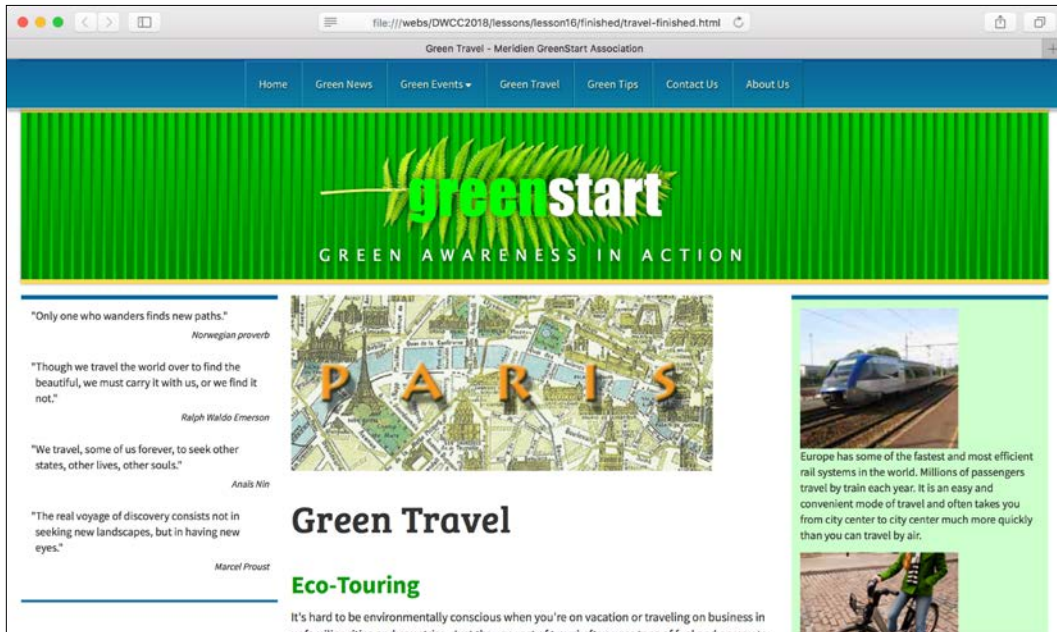 file:///webs/DWCC2018/lessons/lesson16/finished/travel-finished.html
Green Travel - Meridien GreenStart Association
Home
Green News
Green Events
Green Travel
Green Tips
Contact Us
About Us
greenstart
GREEN AWARENESS IN ACTION
"Only one who wanders finds new paths."
Norwegian proverb
"Though we travel the world over to find the
beautiful, we must carry it with us, or we find it
not."
Ralph Waldo Emerson
"We travel, some of us forever, to seek other
states, other lives, other souls."
Anaïs Nin
"The real voyage of discovery consists not in
seeking new landscapes, but in having new
eyes."
Marcel Proust
PARIS
Green Travel
Eco-Touring
It's hard to be environmentally conscious when you're on vacation or traveling on business in
Europe has some of the fastest and most efficient
rail systems in the world. Millions of passengers
travel by train each year. It is an easy and
convenient mode of travel and often takes you
from city center to city center much more quickly
than you can travel by air.